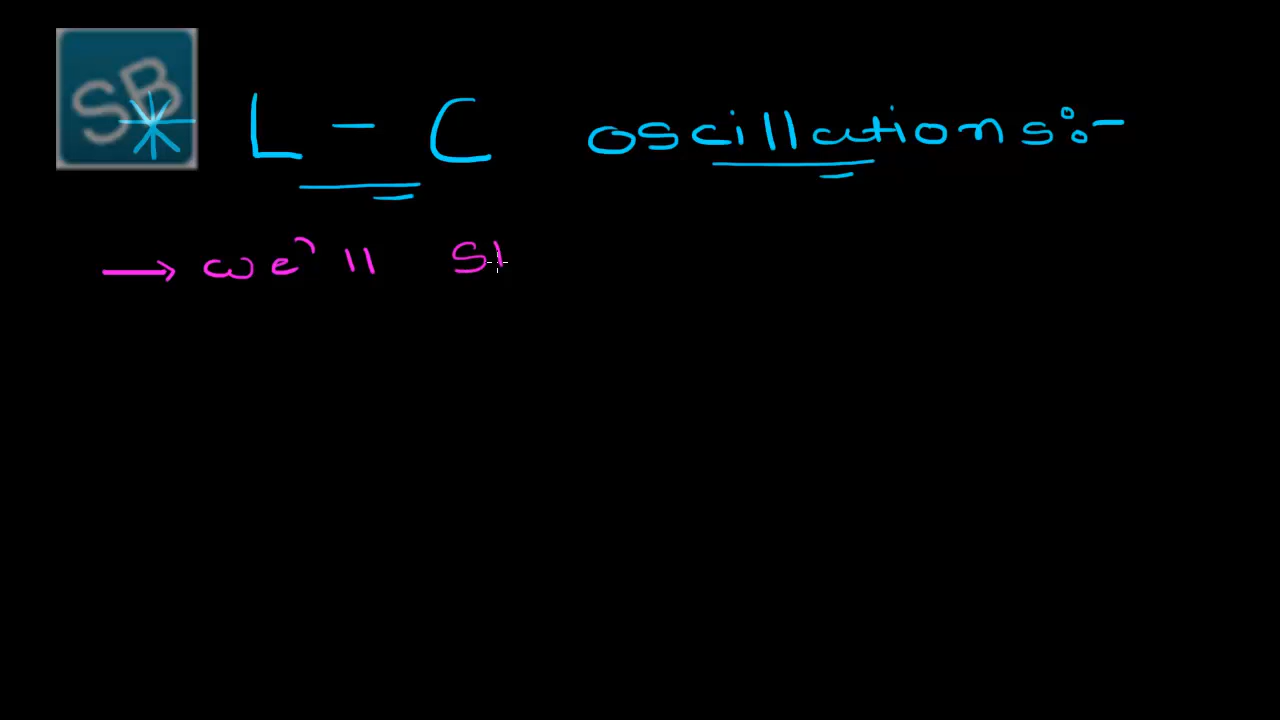 SB
* L - C oscillations:-
→ we'll